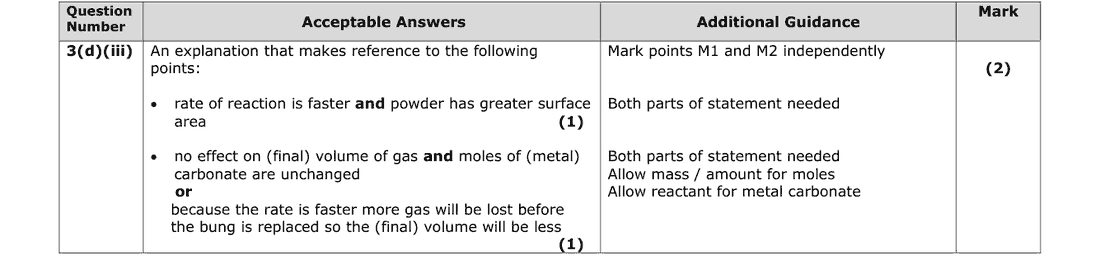 Question Number
Acceptable Answers
Additional Guidance
Mark
3(d)(iii)
An explanation that makes reference to the following
points:
• rate of reaction is faster and powder has greater surface
area (1)
• no effect on (final) volume of gas and moles of (metal)
carbonate are unchanged
or
because the rate is faster more gas will be lost before
the bung is replaced so the (final) volume will be less
(1)
Mark points M1 and M2 independently
Both parts of statement needed
Both parts of statement needed
Allow mass / amount for moles
Allow reactant for metal carbonate
(2)